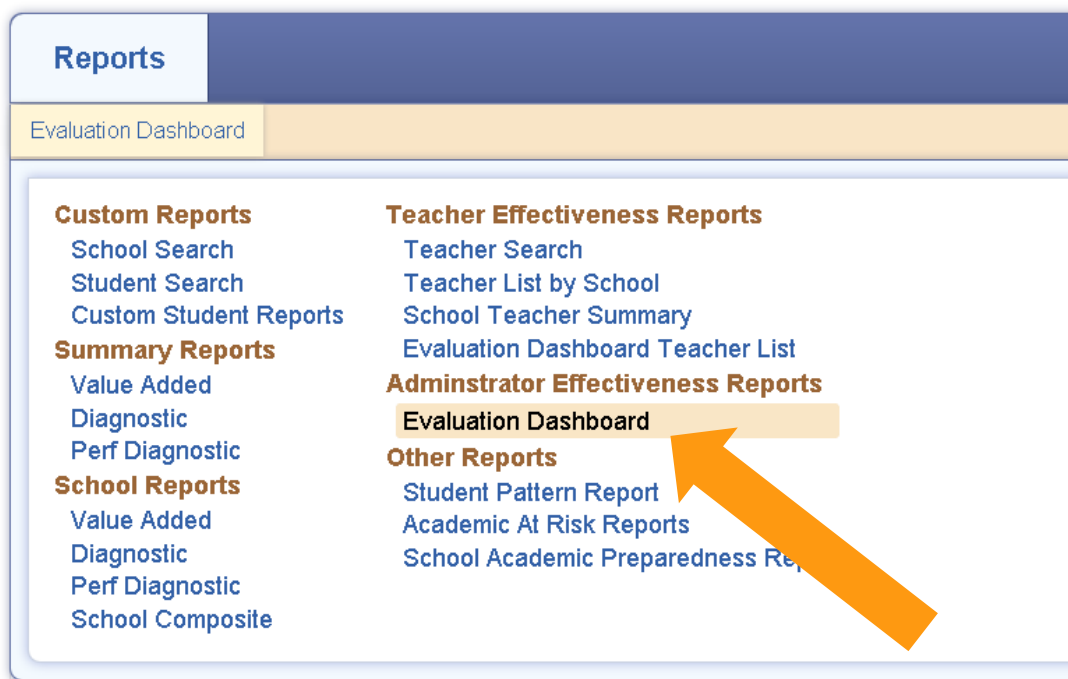 Reports
Evaluation Dashboard
Custom Reports
School Search
Student Search
Custom Student Reports
Summary Reports
Value Added
Diagnostic
Perf Diagnostic
School Reports
Value Added
Diagnostic
Perf Diagnostic
School Composite
Teacher Effectiveness Reports
Teacher Search
Teacher List by School
School Teacher Summary
Evaluation Dashboard Teacher List
Adminstrator Effectiveness Reports
Evaluation Dashboard
Other Reports
Student Pattern Report
Academic At Risk Reports
School Academic Preparedness